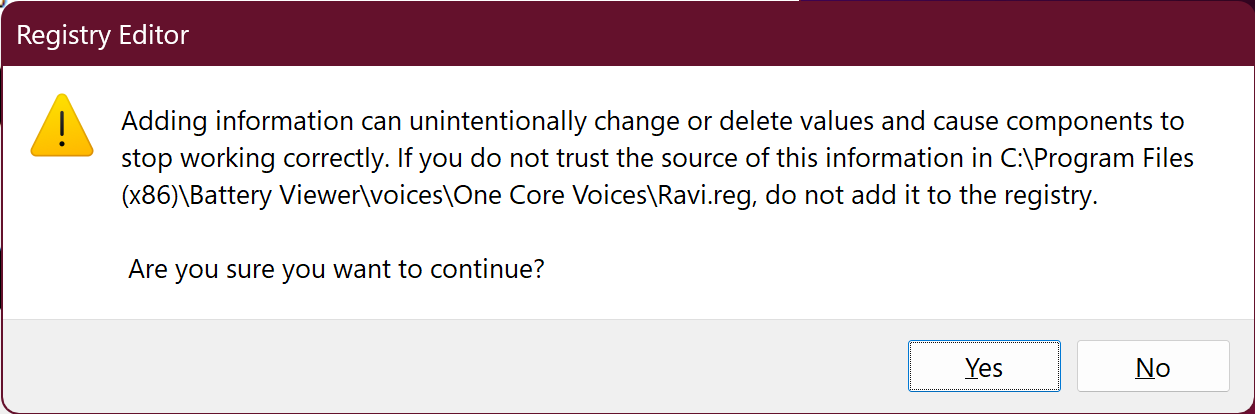 Registry Editor
Adding information can unintentionally change or delete values and cause components to
stop working correctly. If you do not trust the source of this information in C:\Program Files
(x86)\Battery Viewer\voices\One Core Voices\Ravi.reg, do not add it to the registry.
Are you sure you want to continue?
Yes No